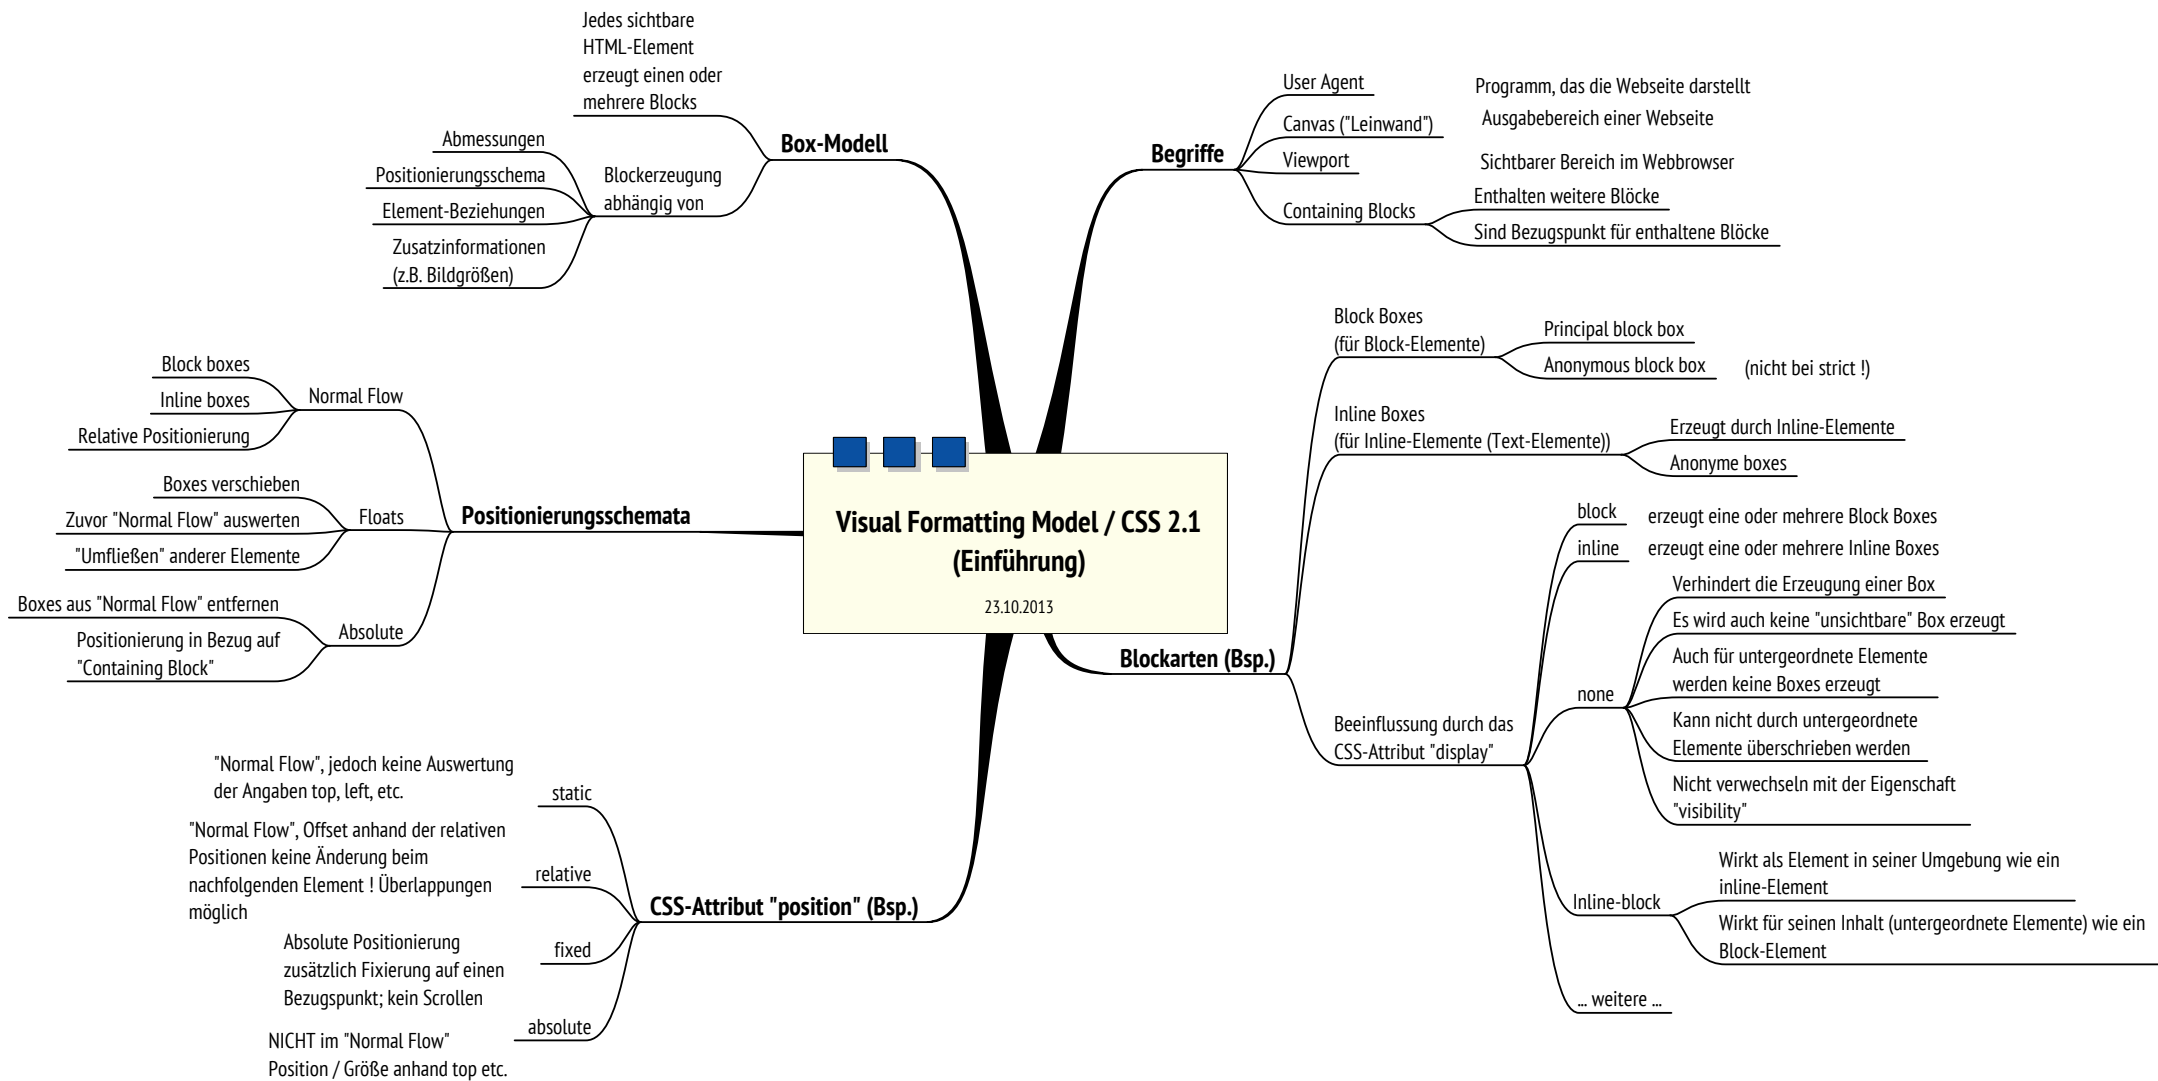 Visual Formatting Model / CSS 2.1
(Einführung)
23.10.2013
Box-Modell
Jedes sichtbare
HTML-Element
erzeugt einen oder
mehrere Blocks
Blockerzeugung
abhängig von
Abmessungen
Positionierungsschema
Element-Beziehungen
Zusatzinformationen
(z.B. Bildgrößen)
Positionierungsschemata
Normal Flow
Block boxes
Inline boxes
Relative Positionierung
Floats
Boxes verschieben
Zuvor "Normal Flow" auswerten
"Umfließen" anderer Elemente
Absolute
Boxes aus "Normal Flow" entfernen
Positionierung in Bezug auf
"Containing Block"
CSS-Attribut "position" (Bsp.)
static
"Normal Flow", jedoch keine Auswertung
der Angaben top, left, etc.
relative
"Normal Flow", Offset anhand der relativen
Positionen keine Änderung beim
nachfolgenden Element ! Überlappungen
möglich
fixed
Absolute Positionierung
zusätzlich Fixierung auf einen
Bezugspunkt; kein Scrollen
absolute
NICHT im "Normal Flow"
Position / Größe anhand top etc.
Begriffe
User Agent
Programm, das die Webseite darstellt
Canvas ("Leinwand")
Ausgabebereich einer Webseite
Viewport
Sichtbarer Bereich im Webbrowser
Containing Blocks
Enthalten weitere Blöcke
Sind Bezugspunkt für enthaltene Blöcke
Blockarten (Bsp.)
Block Boxes
(für Block-Elemente)
Principal block box
Anonymous block box
(nicht bei strict !)
Inline Boxes
(für Inline-Elemente (Text-Elemente))
Erzeugt durch Inline-Elemente
Anonyme boxes
Beeinflussung durch das
CSS-Attribut "display"
block
erzeugt eine oder mehrere Block Boxes
inline
erzeugt eine oder mehrere Inline Boxes
none
Verhindert die Erzeugung einer Box
Es wird auch keine "unsichtbare" Box erzeugt
Auch für untergeordnete Elemente
werden keine Boxes erzeugt
Kann nicht durch untergeordnete
Elemente überschrieben werden
Nicht verwechseln mit der Eigenschaft
"visibility"
Inline-block
Wirkt als Element in seiner Umgebung wie ein
inline-Element
Wirkt für seinen Inhalt (untergeordnete Elemente) wie ein
Block-Element
... weitere ...